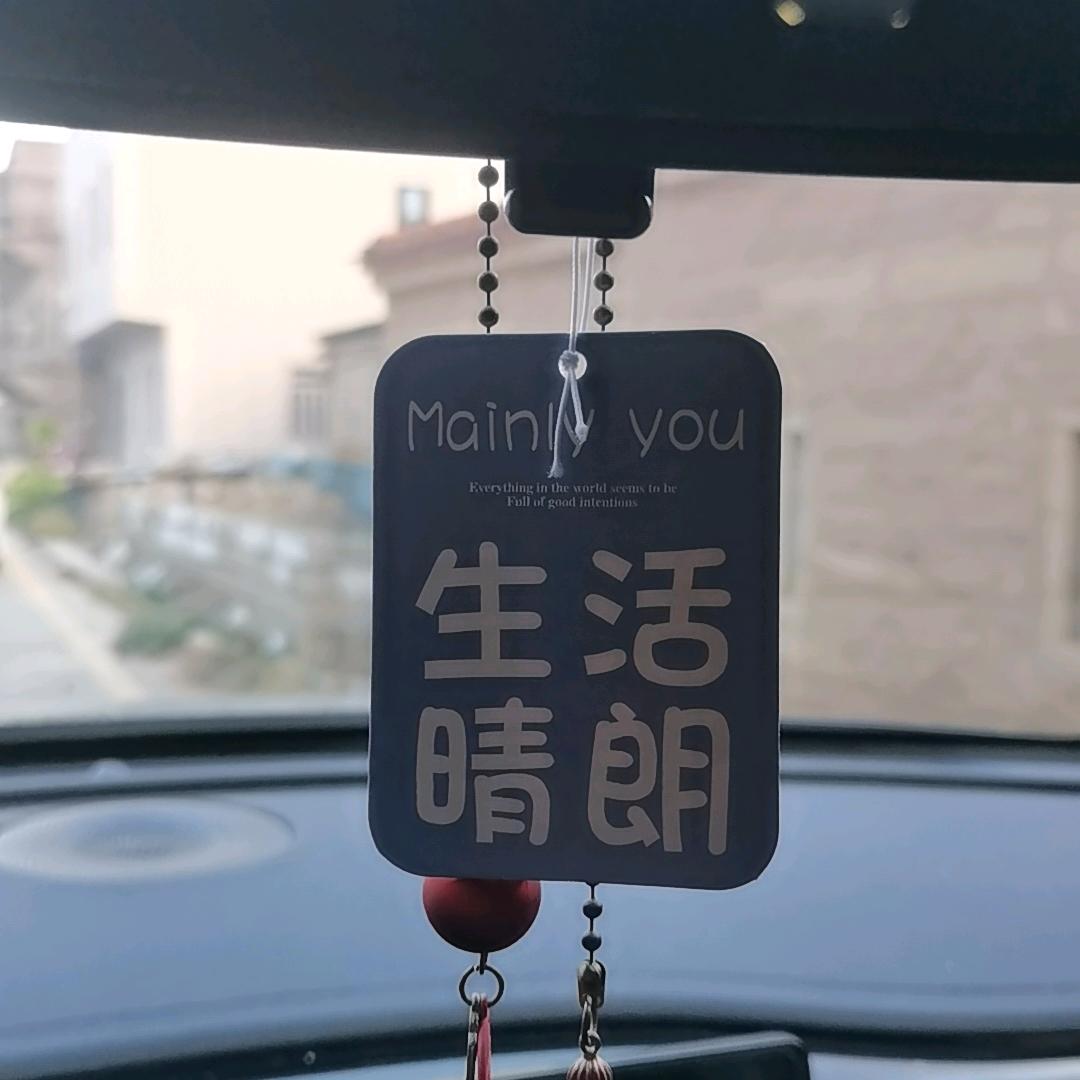 Mainly you
Everything in the world seems to be
Full of good intentions
生活
晴朗